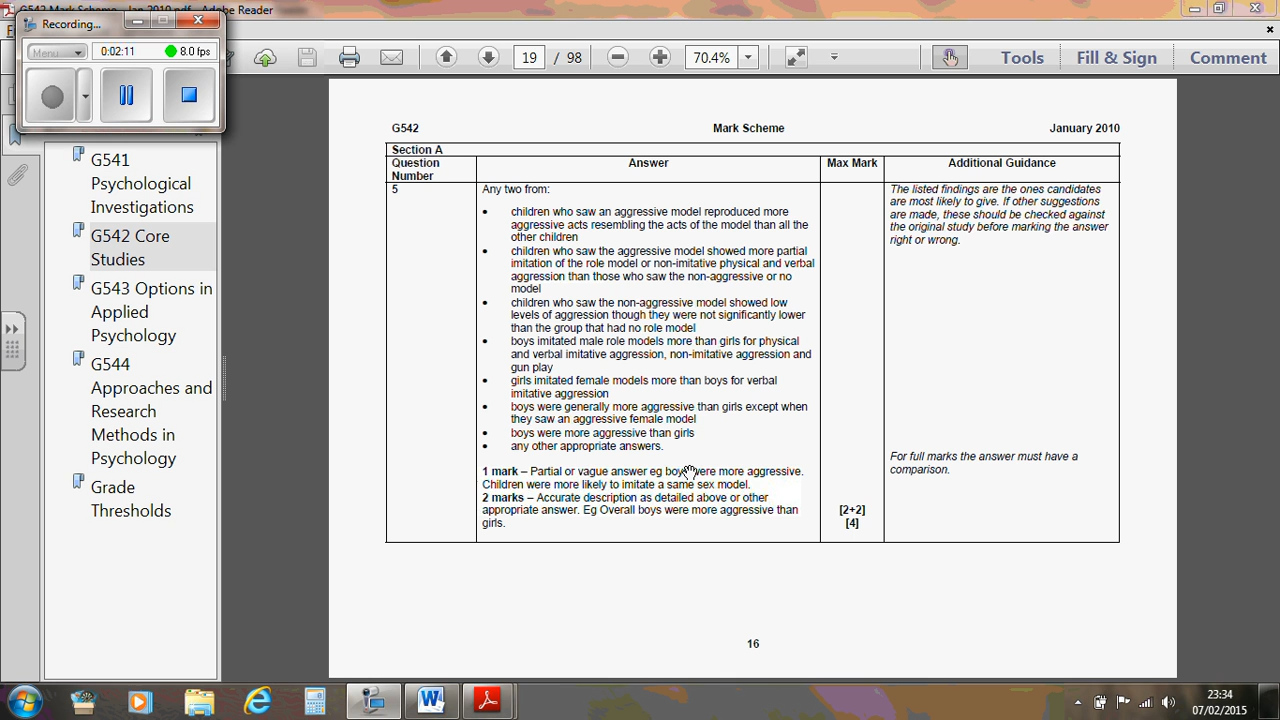 G542 Mark Scheme - Jan 2010.pdf - Adobe Reader
Recording...
Menu
0:02:11
8.0 fps
19 / 98
70.4%
Tools
Fill & Sign
Comment
G541
Psychological
Investigations
G542 Core
Studies
G543 Options in
Applied
Psychology
G544
Approaches and
Research
Methods in
Psychology
Grade
Thresholds
G542 Mark Scheme January 2010
Section A
Question Number Answer Max Mark Additional Guidance
5
Any two from:
• children who saw an aggressive model reproduced more
aggressive acts resembling the acts of the model than all the
other children
• children who saw the aggressive model showed more partial
imitation of the role model or non-imitative physical and verbal
aggression than those who saw the non-aggressive or no
model
• children who saw the non-aggressive model showed low
levels of aggression though they were not significantly lower
than the group that had no role model
• boys imitated male role models more than girls for physical
and verbal imitative aggression, non-imitative aggression and
gun play
• girls imitated female models more than boys for verbal
imitative aggression
• boys were generally more aggressive than girls except when
they saw an aggressive female model
• boys were more aggressive than girls
• any other appropriate answers.
1 mark – Partial or vague answer eg boys were more aggressive.
Children were more likely to imitate a same sex model.
2 marks – Accurate description as detailed above or other
appropriate answer. Eg Overall boys were more aggressive than
girls.
[2+2]
[4]
The listed findings are the ones candidates
are most likely to give. If other suggestions
are made, these should be checked against
the original study before marking the answer
right or wrong.
For full marks the answer must have a
comparison.
16
23:34
07/02/2015